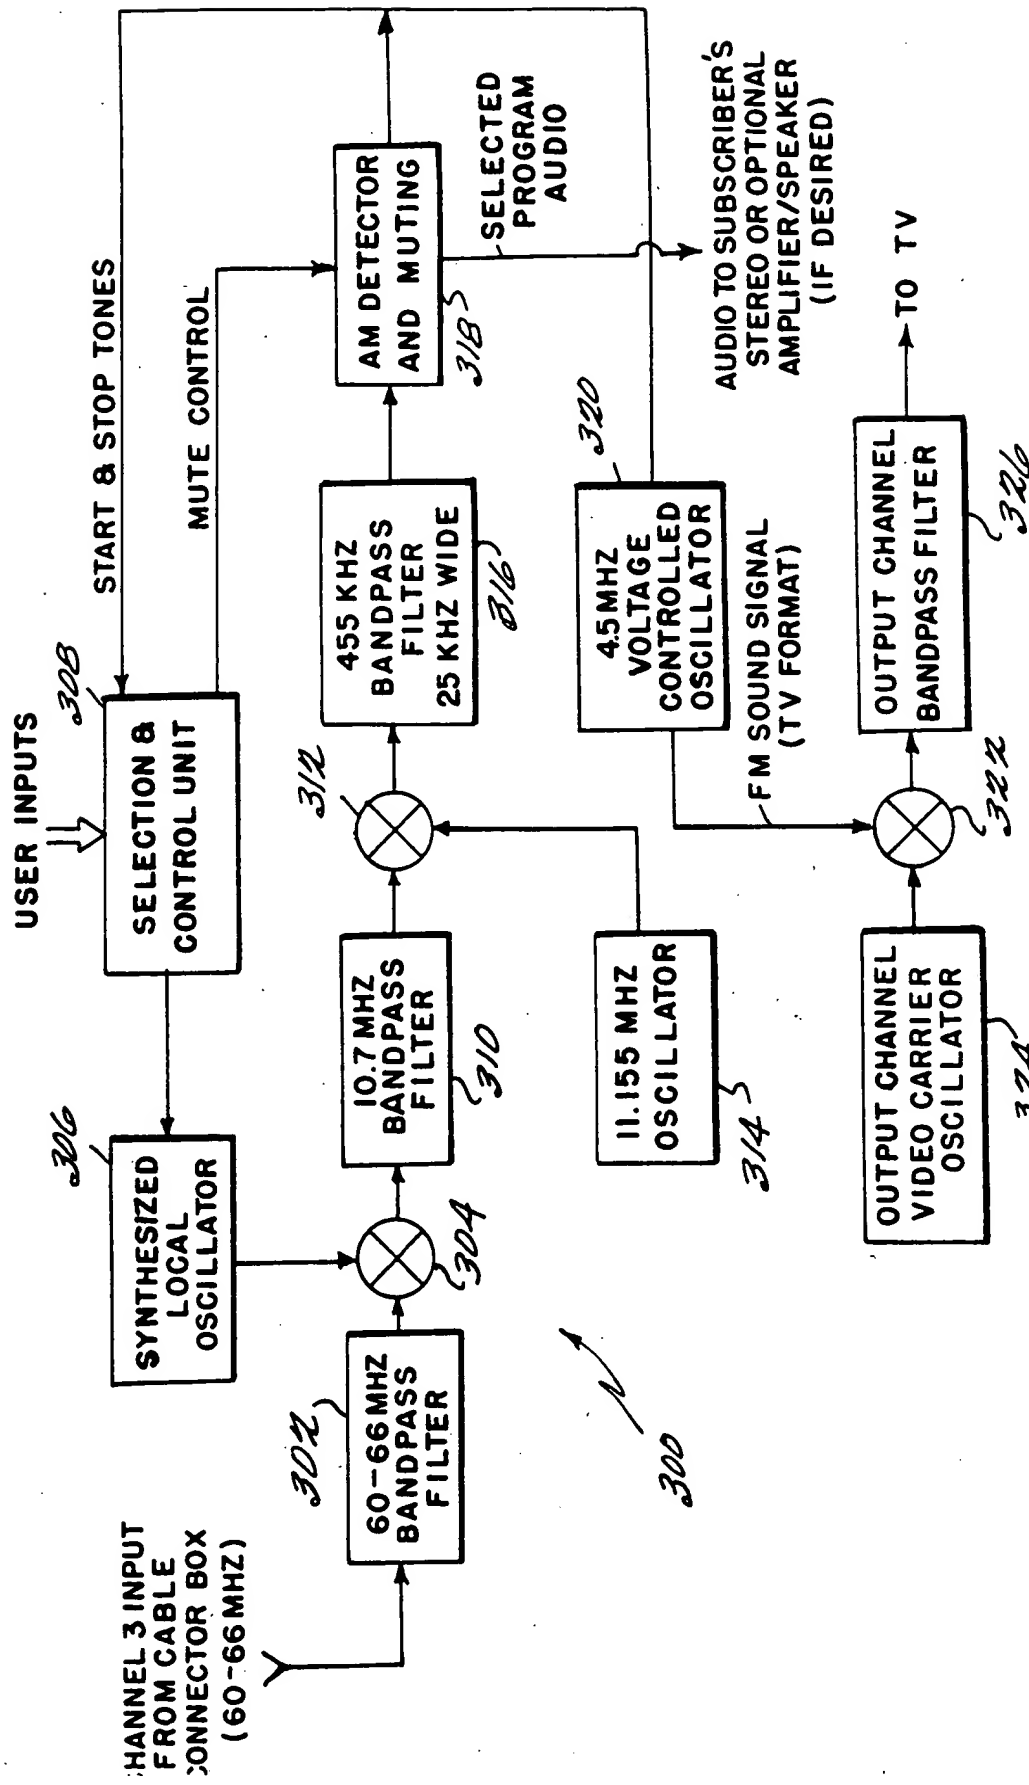 USER INPUTS
308
SELECTION &
CONTROL UNIT
START & STOP TONES
MUTE CONTROL
306
SYNTHESIZED
LOCAL
OSCILLATOR
HANNEL 3 INPUT
FROM CABLE
CONNECTOR BOX
(60-66 MHZ)
302
60-66 MHZ
BANDPASS
FILTER
304
10.7 MHZ
BANDPASS
FILTER
310
312
455 KHZ
BANDPASS
FILTER
25 KHZ WIDE
316
AM DETECTOR
AND MUTING
318
SELECTED
PROGRAM
AUDIO
11.155 MHZ
OSCILLATOR
314
4.5 MHZ
VOLTAGE
CONTROLLED
OSCILLATOR
320
FM SOUND SIGNAL
(TV FORMAT)
AUDIO TO SUBSCRIBER'S
STEREO OR OPTIONAL
AMPLIFIER/SPEAKER
(IF DESIRED)
300
OUTPUT CHANNEL
VIDEO CARRIER
OSCILLATOR
324
322
OUTPUT CHANNEL
BANDPASS FILTER
326
TO TV